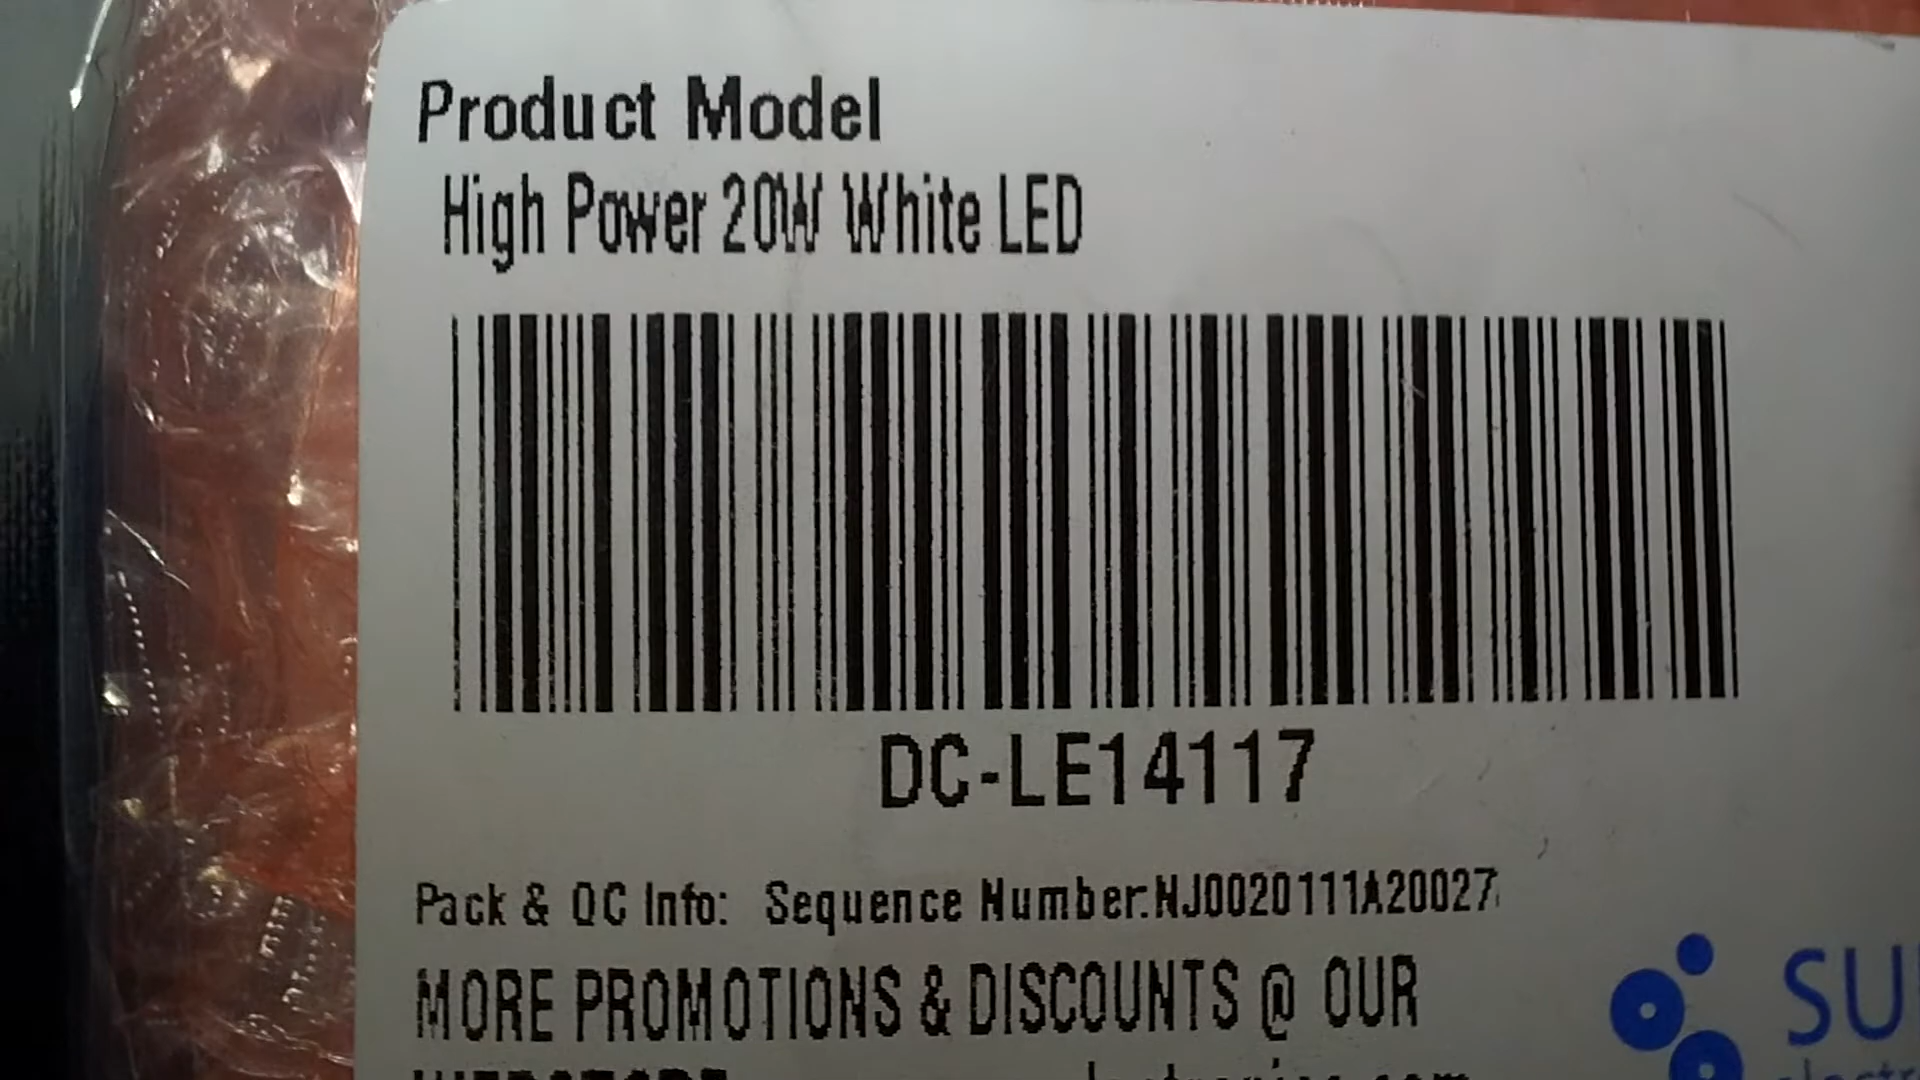 Product Model
High Power 20W White LED
DC-LE14117
Pack & QC Info: Sequence Number:NJ0020111A20027
MORE PROMOTIONS & DISCOUNTS @ OUR
SU